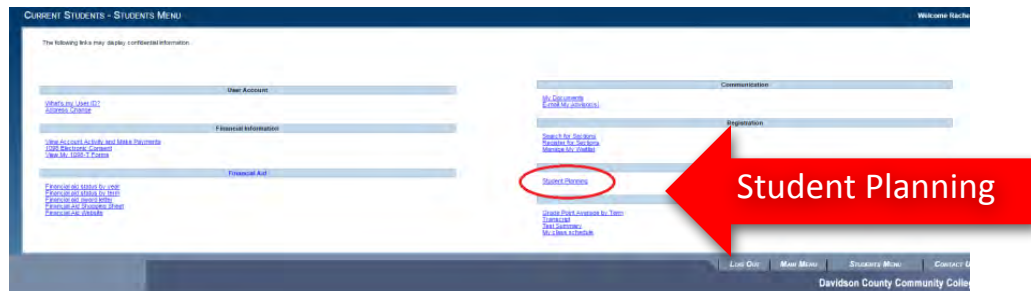 CURRENT STUDENTS - STUDENTS MENU
Welcome Rache
The following links may display confidential information.
User Account
What's my User ID?
Address Change
Financial Information
View Account Activity and Make Payments
1098 Electronic Consent
View My 1098-T Forms
Financial Aid
Financial aid status by year
Financial aid status by term
Financial aid award letter
Financial Aid Shopping Sheet
Financial Aid Website
Communication
My Documents
E-mail My Advisor(s)
Registration
Search for Sections
Register for Sections
Manage My Waitlist
Student Planning
Grade Point Average by Term
Transcript
Test Summary
My class schedule
Student Planning
LOG OUT
MAIN MENU
STUDENTS MENU
CONTACT U
Davidson County Community Colle